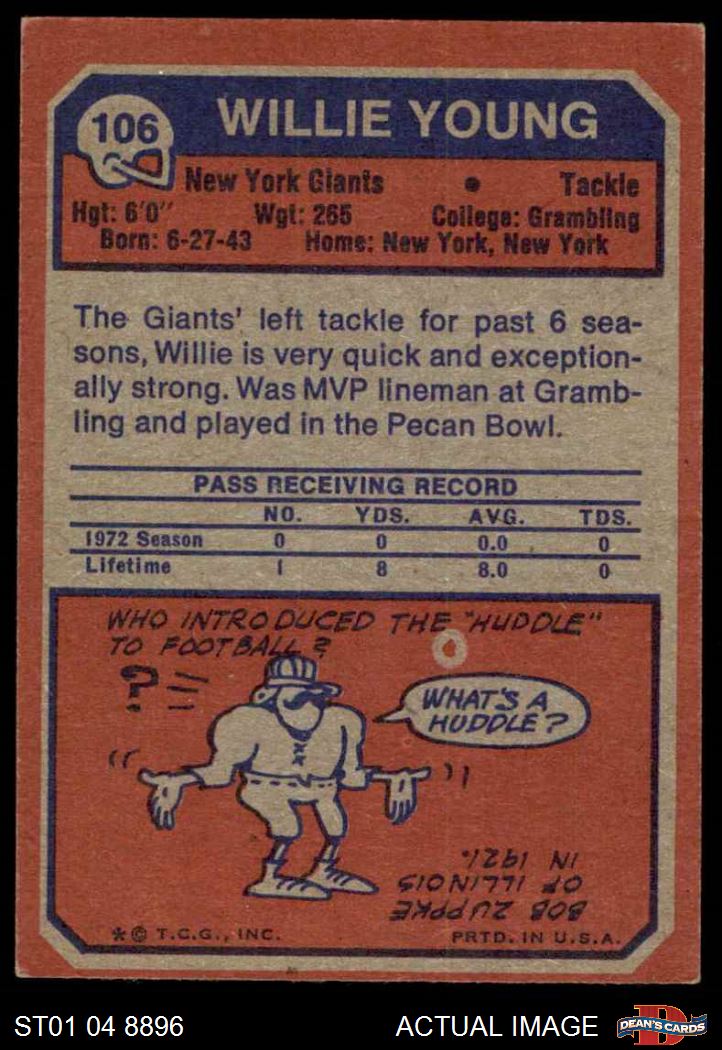 106
WILLIE YOUNG
New York Giants • Tackle
Hgt: 6'0" Wgt: 265 College: Grambling
Born: 6-27-43 Home: New York, New York
The Giants' left tackle for past 6 sea-
sons, Willie is very quick and exception-
ally strong. Was MVP lineman at Gramb-
ling and played in the Pecan Bowl.
PASS RECEIVING RECORD
NO. YDS. AVG. TDS.
1972 Season 0 0 0.0 0
Lifetime 1 8 8.0 0
WHO INTRODUCED THE "HUDDLE"
TO FOOTBALL?
?
WHAT'S A
HUDDLE?
BOB ZUPPKE
OF ILLINOIS
IN 1921.
*© T.C.G., INC. PRTD. IN U.S.A.
ST01 04 8896 ACTUAL IMAGE
D
DEAN'S CARDS